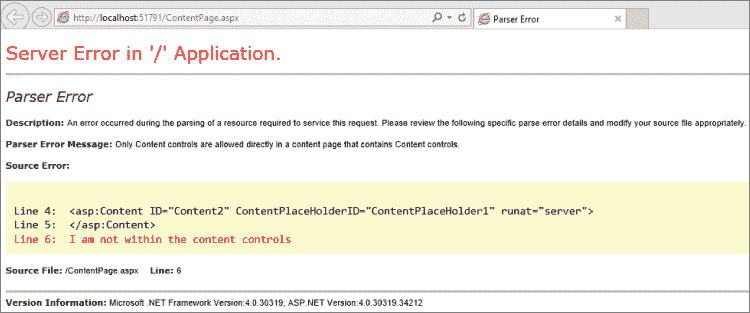 http://localhost:51791/ContentPage.aspx
Parser Error
Server Error in '/' Application.
Parser Error
Description: An error occurred during the parsing of a resource required to service this request. Please review the following specific parse error details and modify your source file appropriately.
Parser Error Message: Only Content controls are allowed directly in a content page that contains Content controls.
Source Error:
Line 4:  <asp:Content ID="Content2" ContentPlaceHolderID="ContentPlaceHolder1" runat="server">
Line 5:  </asp:Content>
Line 6:  I am not within the content controls
Source File: /ContentPage.aspx    Line: 6
Version Information: Microsoft .NET Framework Version:4.0.30319; ASP.NET Version:4.0.30319.34212